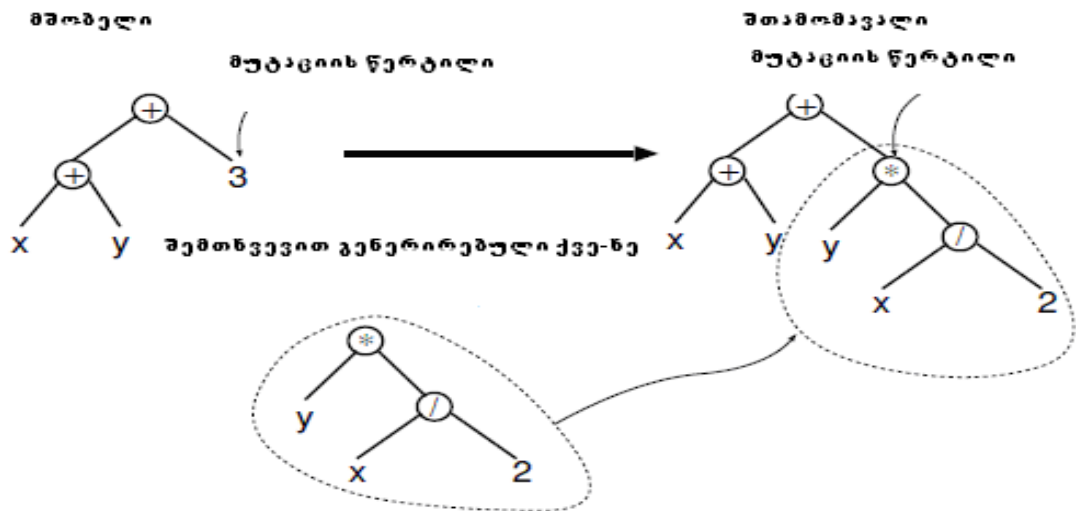 მშობელი
შთამომავალი
მუტაციის წერტილი
მუტაციის წერტილი
+
+
+
3
+
*
x
y
შემთხვევით გენერირებული ქვე-ხე
x
y
y
/
x
2
*
y
/
x
2